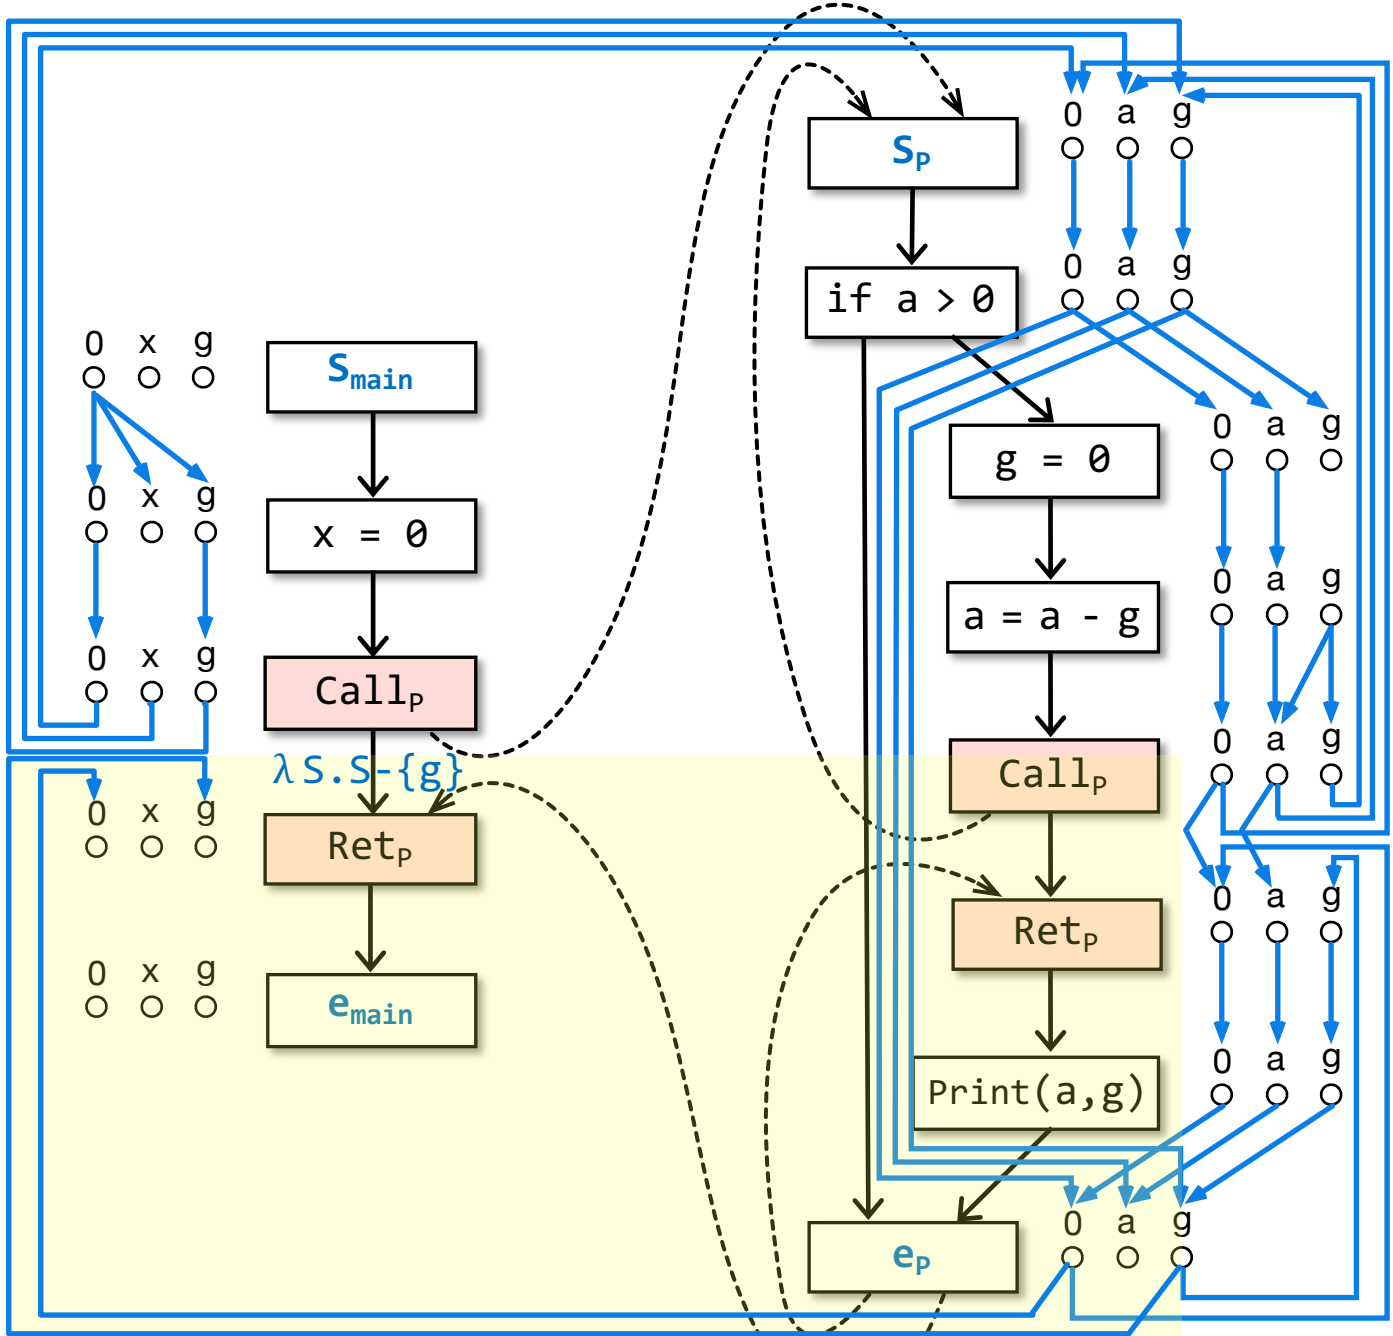 0 a g
S_P
0 a g
if a > 0
0 x g
S_main
0 a g
g = 0
0 x g
x = 0
0 a g
a = a - g
0 x g
Call_P
0 a g
Call_P
λS.S-{g}
0 x g
Ret_P
0 a g
Ret_P
0 x g
e_main
0 a g
Print(a,g)
0 a g
e_P